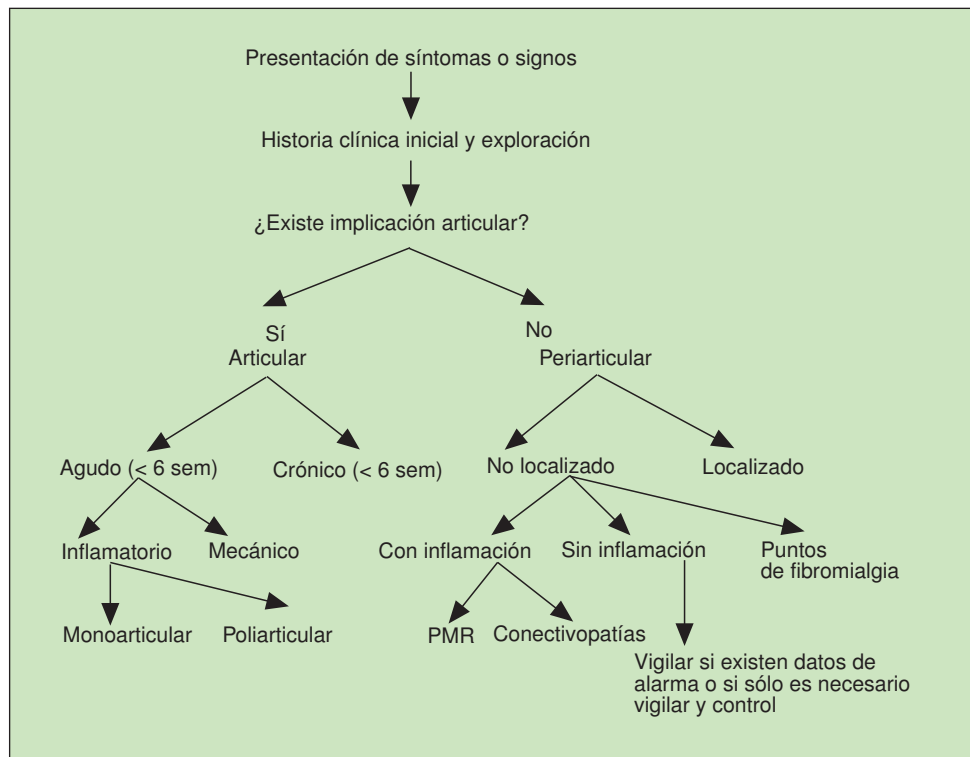 Presentación de síntomas o signos
Historia clínica inicial y exploración
¿Existe implicación articular?
Sí
Articular
No
Periarticular
Agudo (< 6 sem)
Crónico (< 6 sem)
No localizado
Localizado
Inflamatorio
Mecánico
Con inflamación
Sin inflamación
Puntos
de fibromialgia
Monoarticular
Poliarticular
PMR
Conectivopatías
Vigilar si existen datos de
alarma o si sólo es necesario
vigilar y control